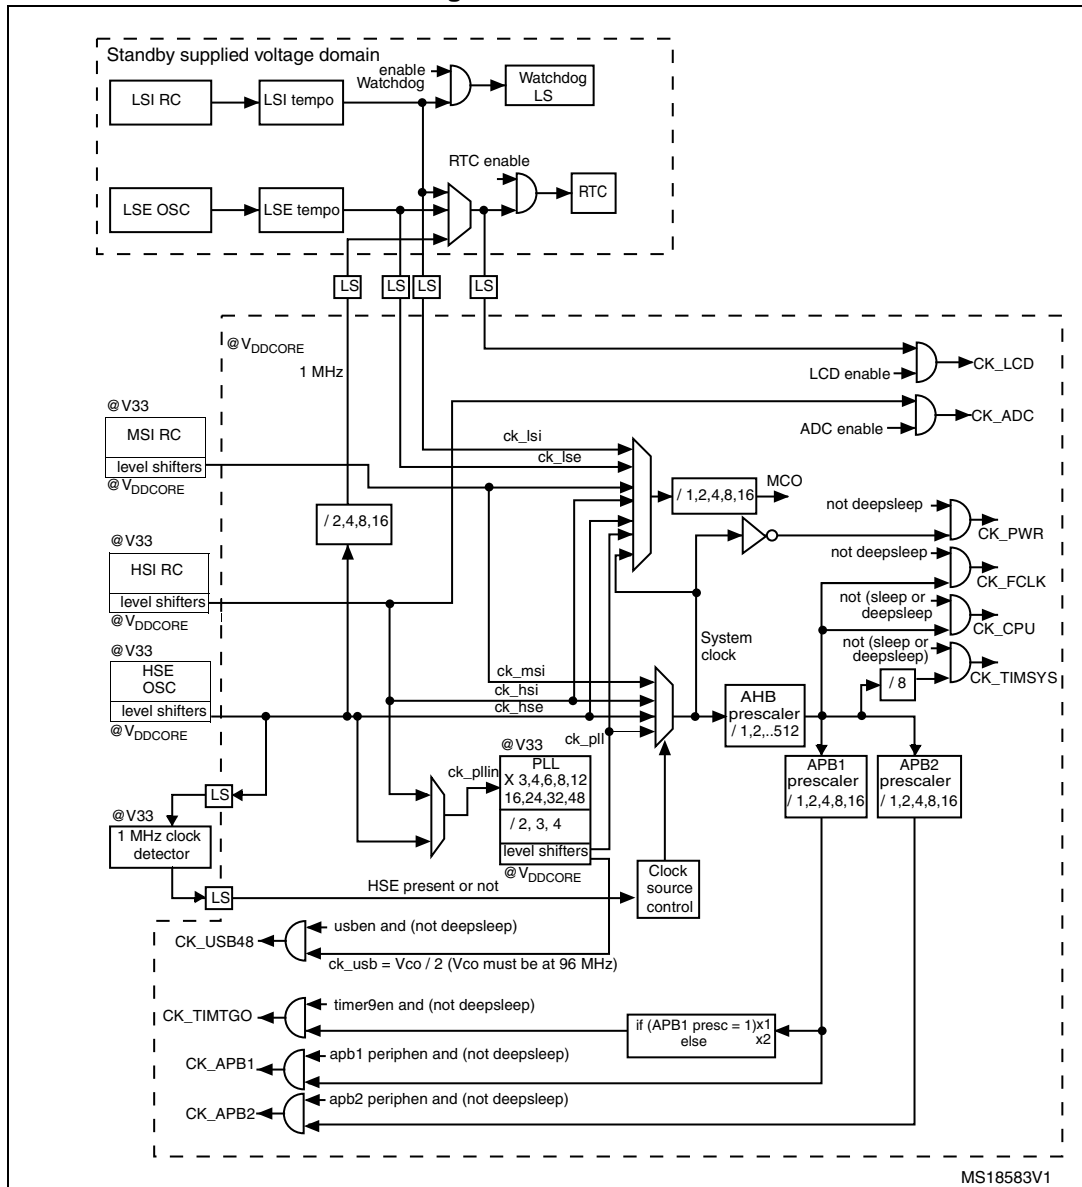 Standby supplied voltage domain
enable
Watchdog
Watchdog
LS
LSI RC
LSI tempo
RTC enable
RTC
LSE OSC
LSE tempo
LS
LS
LS
LS
@VDDCORE
1 MHz
LCD enable
CK_LCD
@V33
MSI RC
level shifters
@VDDCORE
ADC enable
CK_ADC
ck_lsi
ck_lse
/ 2,4,8,16
/ 1,2,4,8,16
MCO
not deepsleep
CK_PWR
@V33
HSI RC
level shifters
@VDDCORE
not deepsleep
CK_FCLK
not (sleep or
deepsleep
CK_CPU
System
clock
not (sleep or
deepsleep)
CK_TIMSYS
/ 8
@V33
HSE
OSC
level shifters
@VDDCORE
ck_msi
ck_hsi
ck_hse
ck_pll
AHB
prescaler
/ 1,2,..512
ck_pllin
@V33
PLL
X 3,4,6,8,12
16,24,32,48
/ 2, 3, 4
level shifters
@VDDCORE
APB1
prescaler
/ 1,2,4,8,16
APB2
prescaler
/ 1,2,4,8,16
LS
@V33
1 MHz clock
detector
LS
HSE present or not
Clock
source
control
CK_USB48
usben and (not deepsleep)
ck_usb = Vco / 2 (Vco must be at 96 MHz)
CK_TIMTGO
timer9en and (not deepsleep)
if (APB1 presc = 1)x1
else x2
CK_APB1
apb1 periphen and (not deepsleep)
CK_APB2
apb2 periphen and (not deepsleep)
MS18583V1